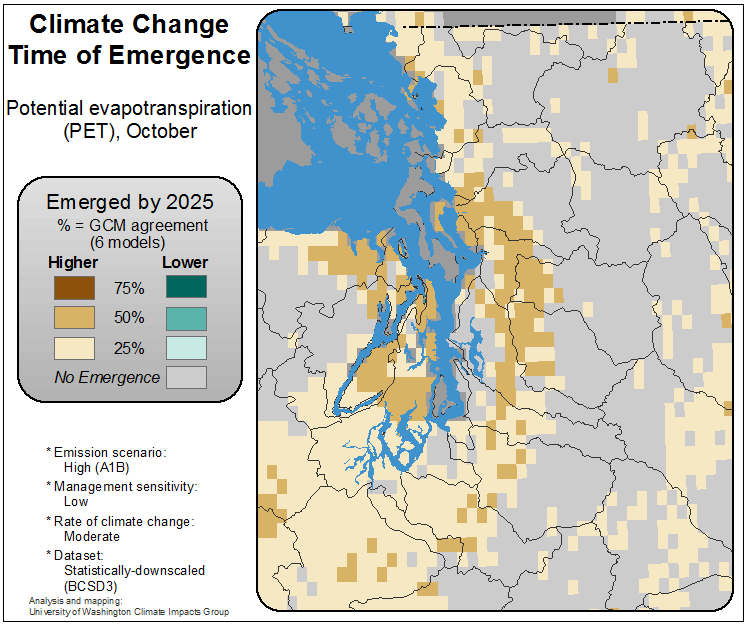 Climate Change
Time of Emergence
Potential evapotranspiration
(PET), October
Emerged by 2025
% = GCM agreement
(6 models)
Higher Lower
75%
50%
25%
No Emergence
* Emission scenario:
High (A1B)
* Management sensitivity:
Low
* Rate of climate change:
Moderate
* Dataset:
Statistically-downscaled
(BCSD3)
Analysis and mapping:
University of Washington Climate Impacts Group